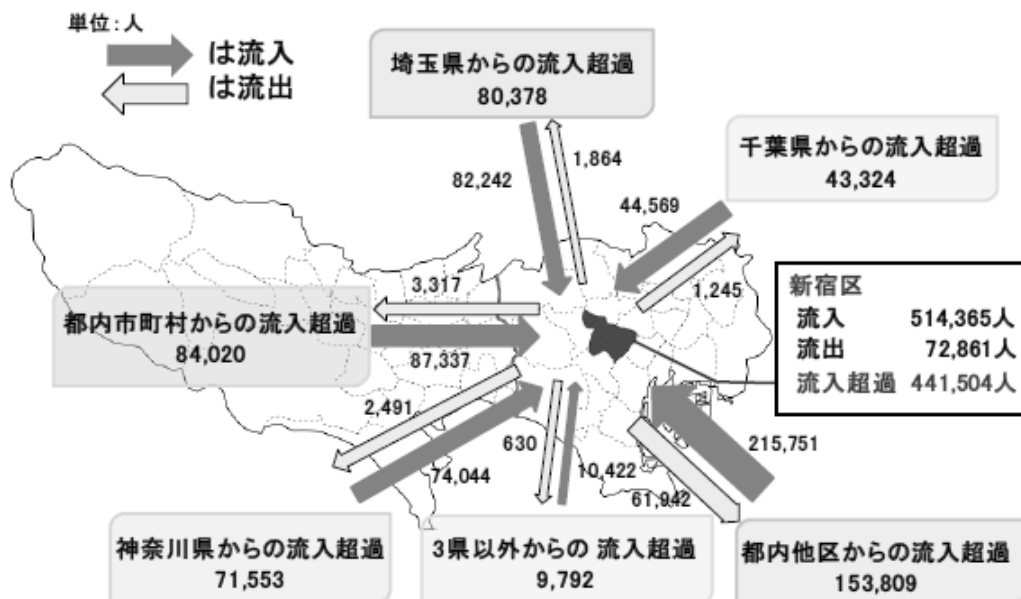 単位:人
は流入
は流出
埼玉県からの流入超過
80,378
千葉県からの流入超過
43,324
82,242
1,864
44,569
1,245
3,317
都内市町村からの流入超過
84,020
87,337
新宿区
流入 514,365人
流出 72,861人
流入超過 441,504人
2,491
74,044
630
10,422
61,942
215,751
神奈川県からの流入超過
71,553
3県以外からの 流入超過
9,792
都内他区からの流入超過
153,809